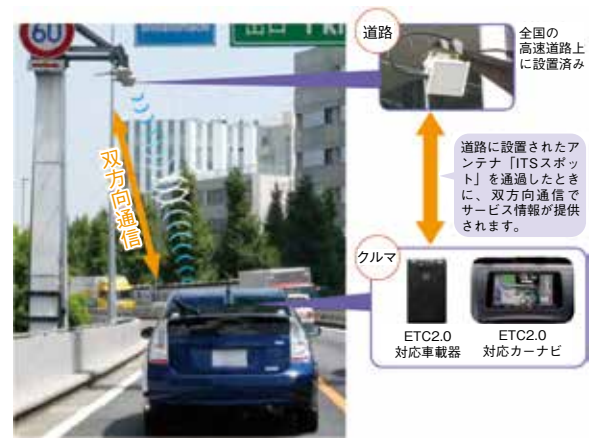 60
出口 1km
双方向通信
道路
全国の
高速道路上
に設置済み
道路に設置されたア
ンテナ「ITSスポッ
ト」を通過したとき
に、双方向通信で
サービス情報が提供
されます。
クルマ
ETC2.0
対応車載器
ETC2.0
対応カーナビ